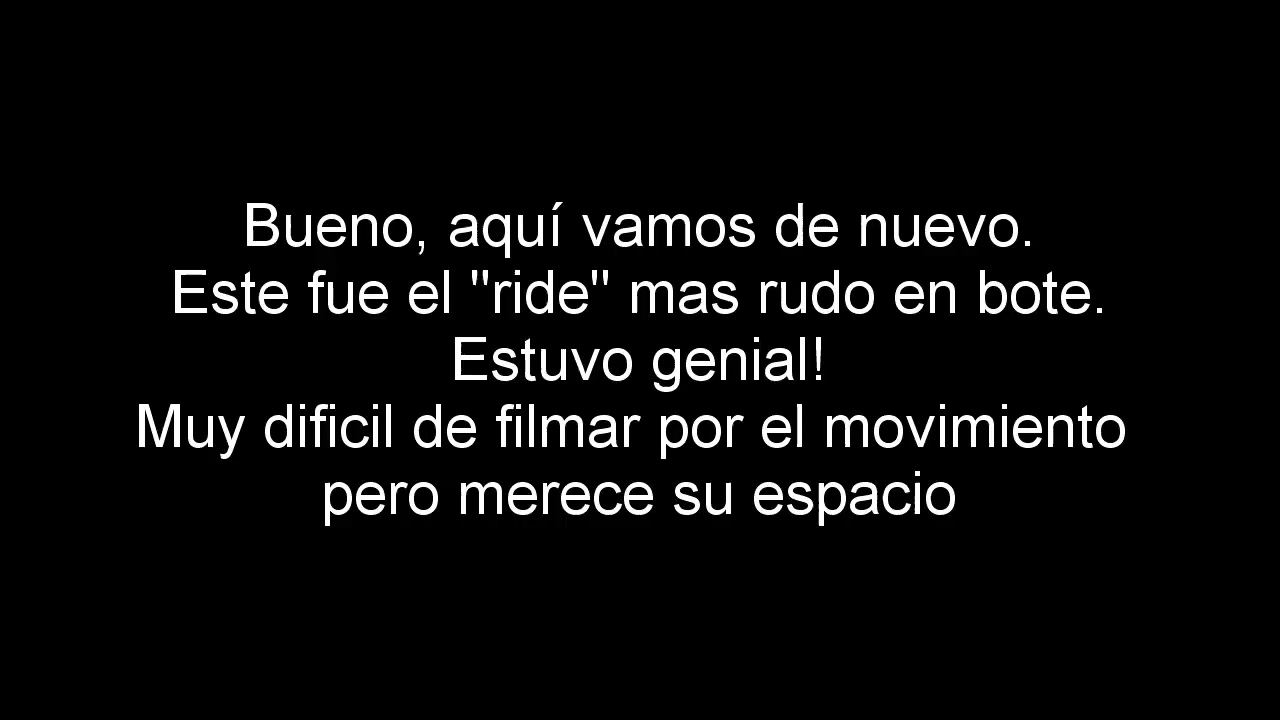 Bueno, aquí vamos de nuevo.
Este fue el "ride" mas rudo en bote.
Estuvo genial!
Muy dificil de filmar por el movimiento
pero merece su espacio